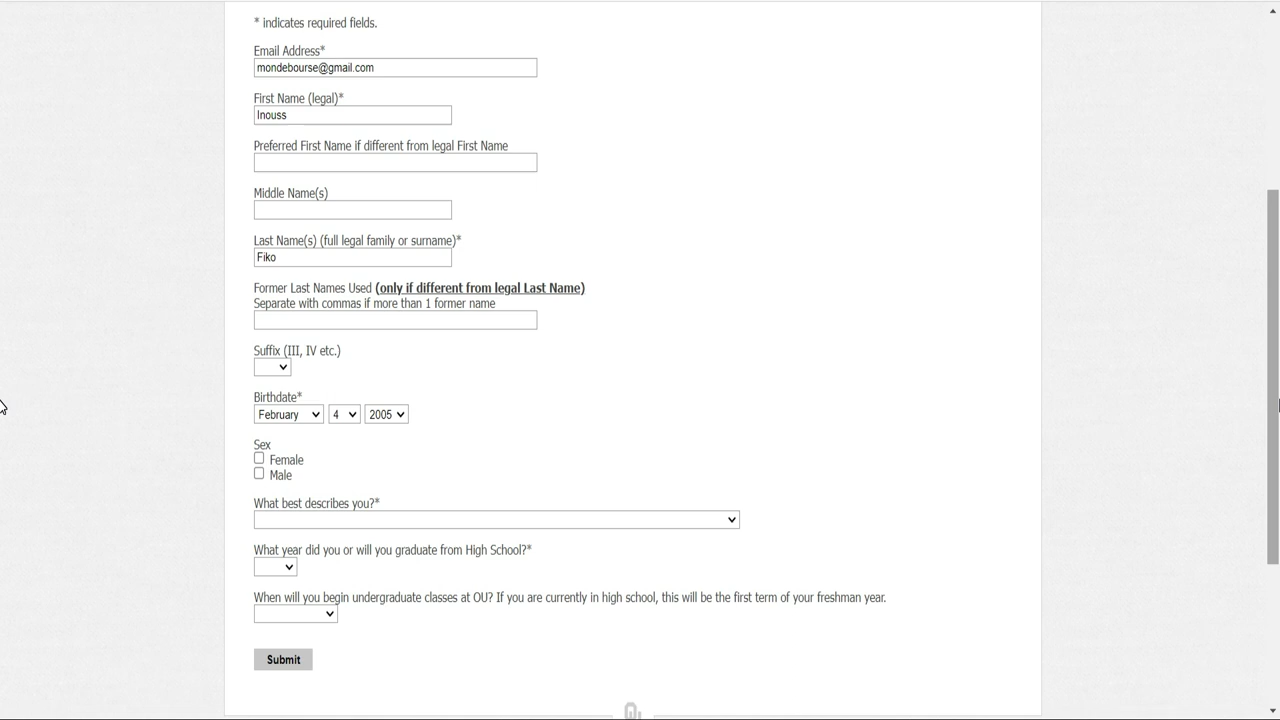 * indicates required fields.
Email Address*
mondebourse@gmail.com
First Name (legal)*
Inouss
Preferred First Name if different from legal First Name
Middle Name(s)
Last Name(s) (full legal family or surname)*
Fiko
Former Last Names Used (only if different from legal Last Name)
Separate with commas if more than 1 former name
Suffix (III, IV etc.)
Birthdate*
February 4 2005
Sex
Female
Male
What best describes you?*
What year did you or will you graduate from High School?*
When will you begin undergraduate classes at OU? If you are currently in high school, this will be the first term of your freshman year.
Submit